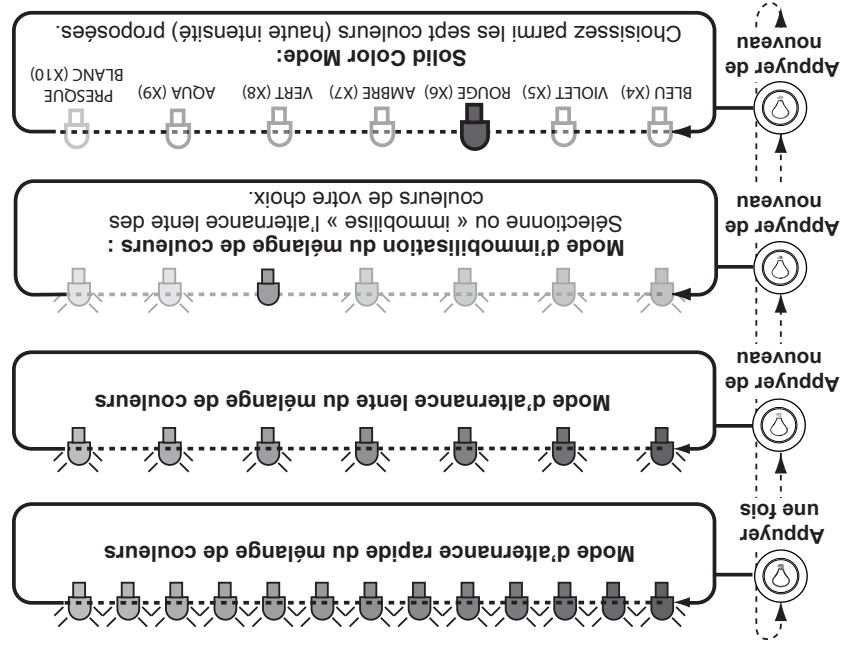 Appuyer
une fois
Mode d'alternance rapide du mélange de couleurs
Appuyer de
nouveau
Mode d'alternance lente du mélange de couleurs
Appuyer de
nouveau
Mode d'immobilisation du mélange de couleurs :
Sélectionne ou « immobilise » l'alternance lente des
couleurs de votre choix.
Appuyer de
nouveau
BLEU (X4) VIOLET (X5) ROUGE (X6) AMBRE (X7) VERT (X8) AQUA (X9) PRESQUE
BLANC (X10)
Solid Color Mode:
Choisissez parmi les sept couleurs (haute intensité) proposées.